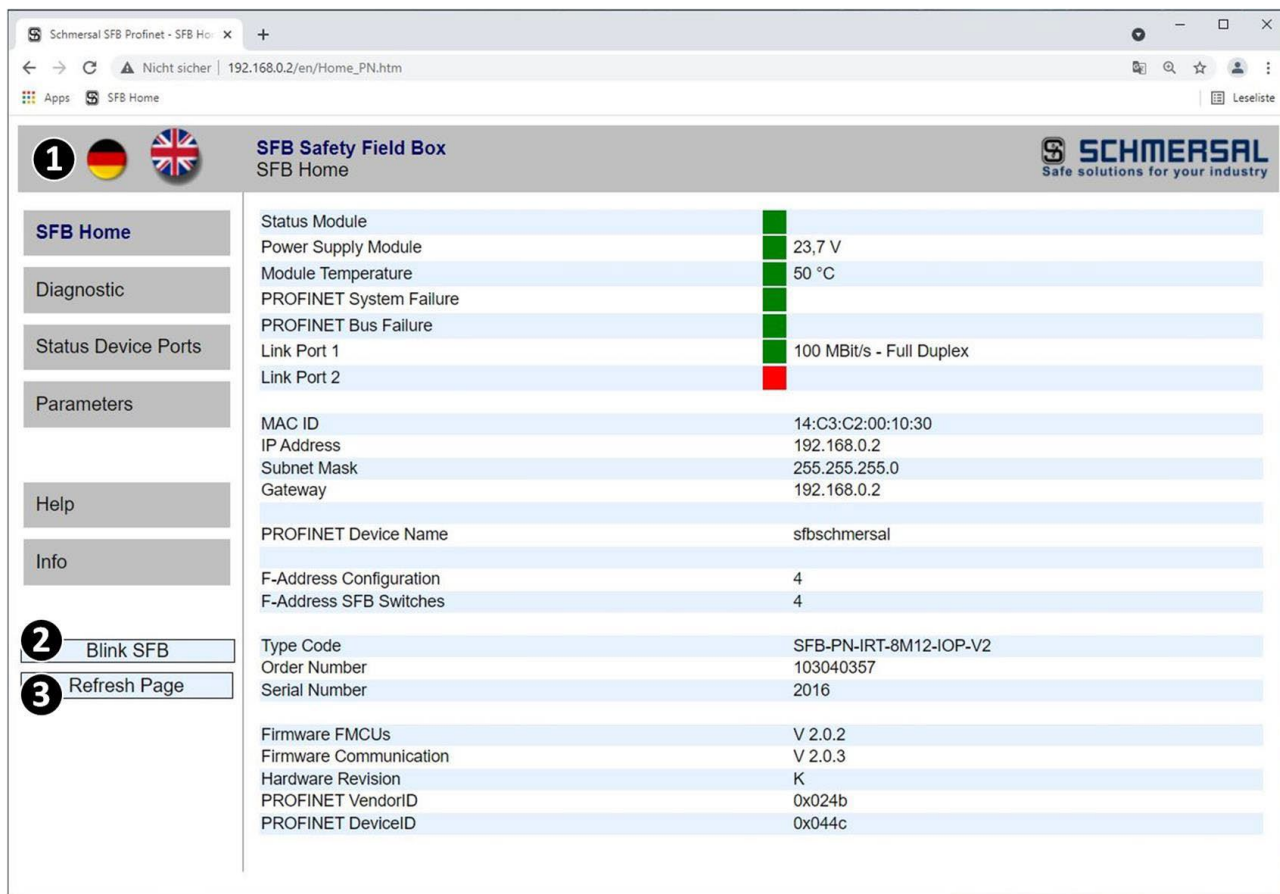 Schmersal SFB Profinet - SFB Ho
Nicht sicher | 192.168.0.2/en/Home_PN.htm
Apps SFB Home Leseliste
1
SFB Safety Field Box
SFB Home
SCHMERSAL
Safe solutions for your industry
SFB Home
Diagnostic
Status Device Ports
Parameters
Help
Info
2 Blink SFB
3 Refresh Page
Status Module
Power Supply Module 23,7 V
Module Temperature 50 °C
PROFINET System Failure
PROFINET Bus Failure
Link Port 1 100 MBit/s - Full Duplex
Link Port 2
MAC ID 14:C3:C2:00:10:30
IP Address 192.168.0.2
Subnet Mask 255.255.255.0
Gateway 192.168.0.2
PROFINET Device Name sfbschmersal
F-Address Configuration 4
F-Address SFB Switches 4
Type Code SFB-PN-IRT-8M12-IOP-V2
Order Number 103040357
Serial Number 2016
Firmware FMCUs V 2.0.2
Firmware Communication V 2.0.3
Hardware Revision K
PROFINET VendorID 0x024b
PROFINET DeviceID 0x044c